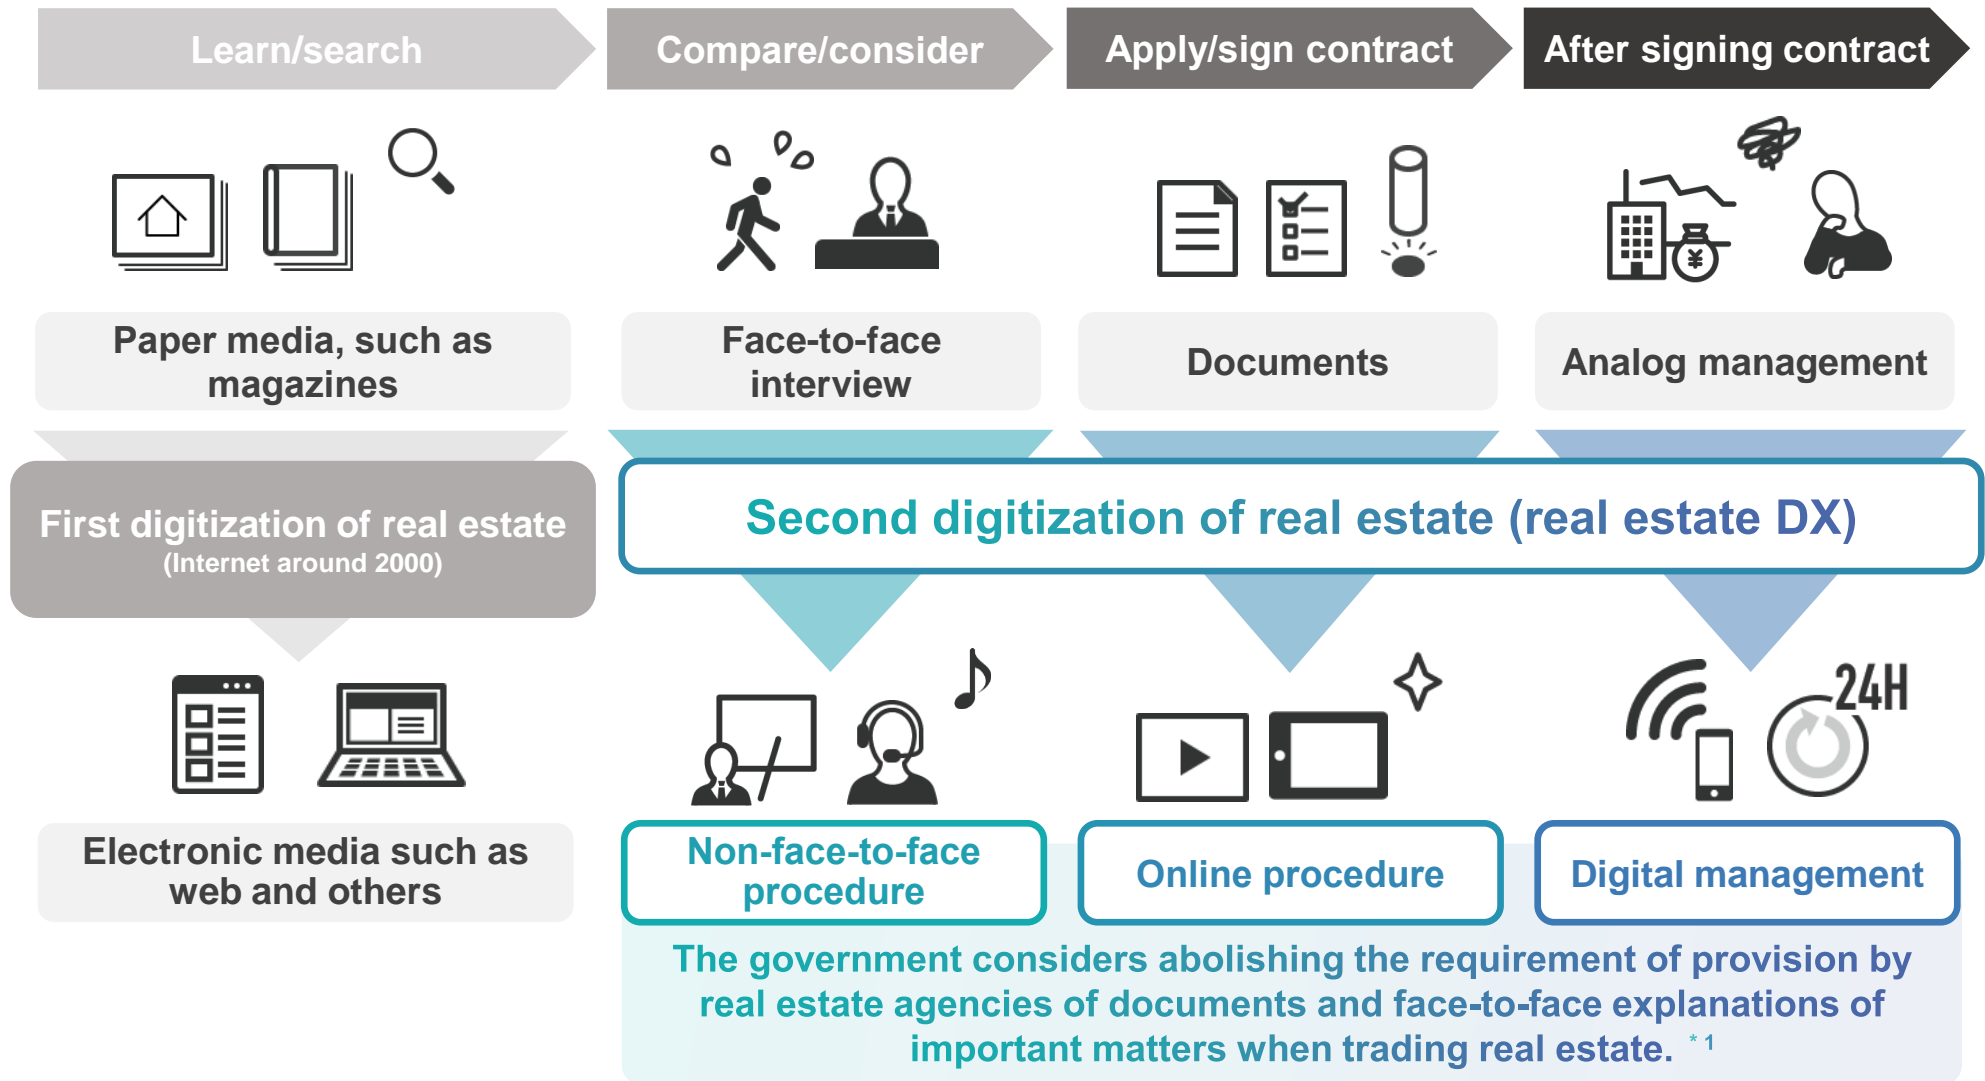 Learn/search
Compare/consider
Apply/sign contract
After signing contract
¥
Paper media, such as
magazines
Face-to-face
interview
Documents
Analog management
First digitization of real estate
(Internet around 2000)
Second digitization of real estate (real estate DX)
24H
Electronic media such as
web and others
Non-face-to-face
procedure
Online procedure
Digital management
The government considers abolishing the requirement of provision by
real estate agencies of documents and face-to-face explanations of
important matters when trading real estate. * 1